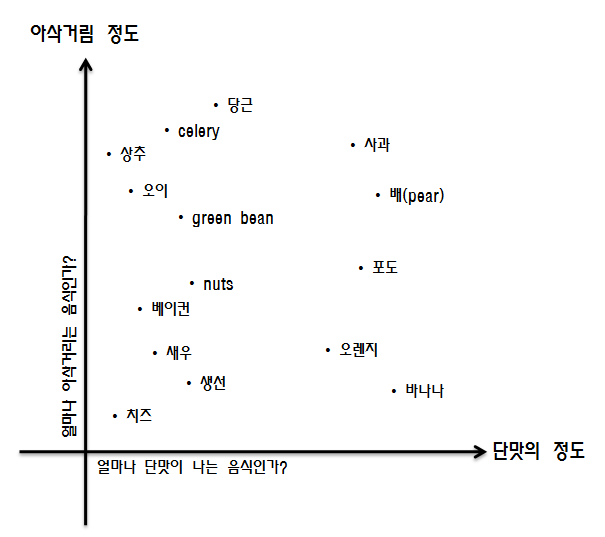 아삭거림 정도
당근
celery
사과
상추
오이
배(pear)
green bean
포도
nuts
베이컨
새우
오렌지
생선
바나나
치즈
얼마나 아삭거리는 음식인가?
단맛의 정도
얼마나 단맛이 나는 음식인가?